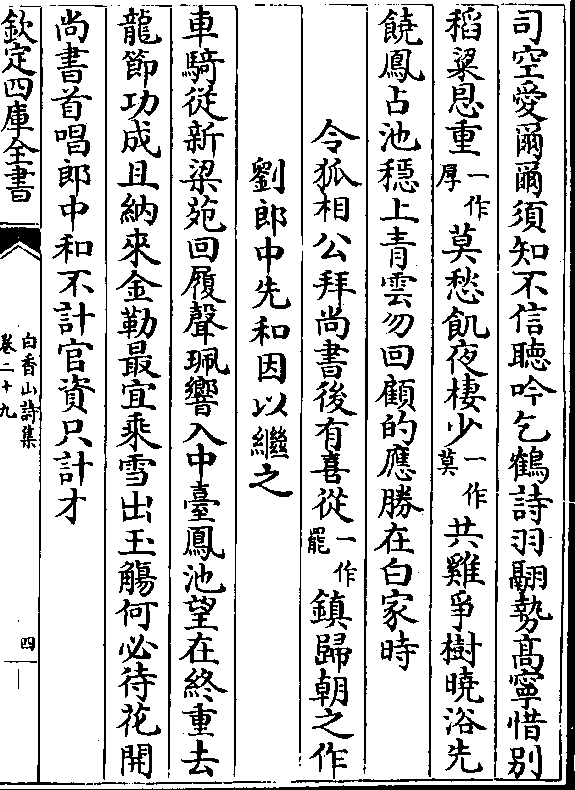 司空愛爾爾須知不信聽吟乞鶴詩羽翮勢髙寧惜别
稻粱恩重一作厚莫愁飢夜棲少一作莫共雞爭樹曉浴先
饒鳳占池穩上青雲勿回顧的應勝在白家時
令狐相公拜尚書後有喜從一作罷鎮歸朝之作
劉郎中先和因以繼之
車騎從新梁苑回履聲珮響入中臺鳳池望在終重去
龍節功成且納來金勒最宜乘雪出玉觴何必待花開
尚書首唱郎中和不計官資只計才
欽定四庫全書
白香山詩集
卷二十九
四